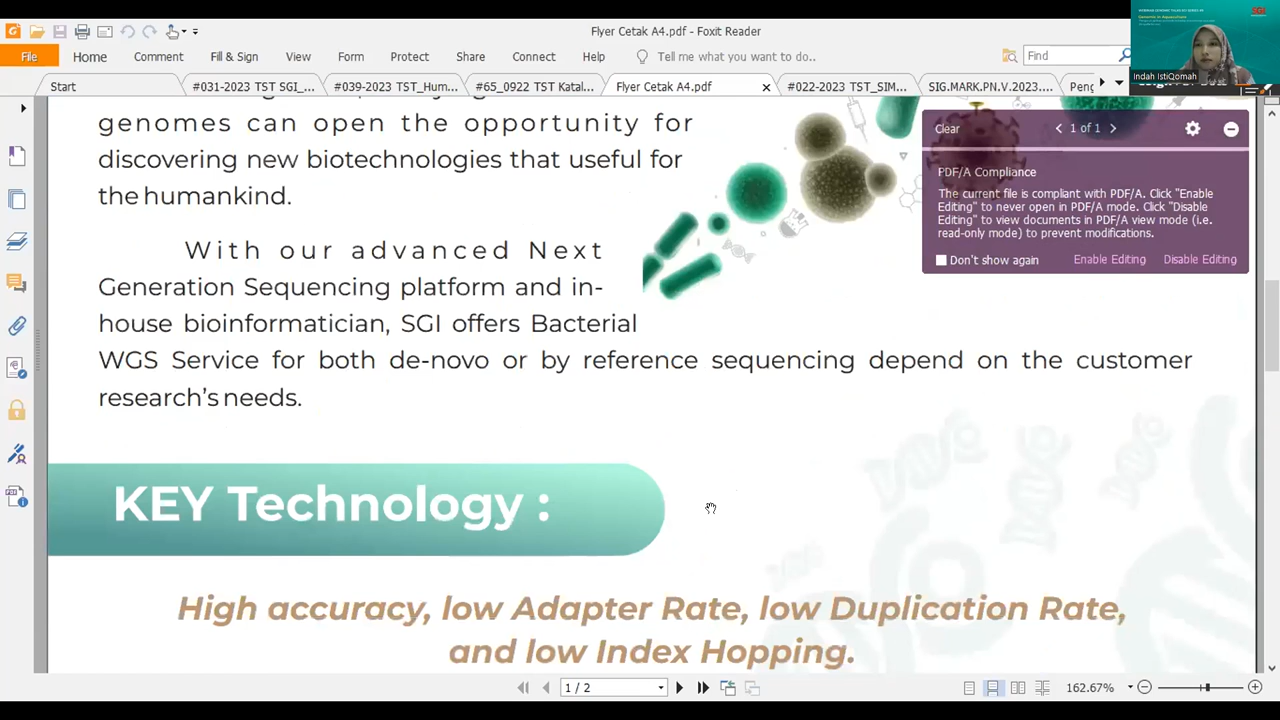 Flyer Cetak A4.pdf - Foxit Reader
File Home Comment Fill & Sign View Form Protect Share Connect Help Tell me what you want to do.. Find
Start #031-2023 TST SGI_... #039-2023 TST_Hum... #65_0922 TST Katal... Flyer Cetak A4.pdf #022-2023 TST_SIM... SIG.MARK.PN.V.2023.... Peng
Genomic in Aquaculture
SGI
Indah IstiQomah
genomes can open the opportunity for
discovering new biotechnologies that useful for
the humankind.
With our advanced Next
Generation Sequencing platform and in-
house bioinformatician, SGI offers Bacterial
WGS Service for both de-novo or by reference sequencing depend on the customer
research's needs.
Clear 1 of 1
PDF/A Compliance
The current file is compliant with PDF/A. Click "Enable
Editing" to never open in PDF/A mode. Click "Disable
Editing" to view documents in PDF/A view mode (i.e.
read-only mode) to prevent modifications.
Don't show again Enable Editing Disable Editing
KEY Technology :
High accuracy, low Adapter Rate, low Duplication Rate,
and low Index Hopping.
1 / 2 162.67%